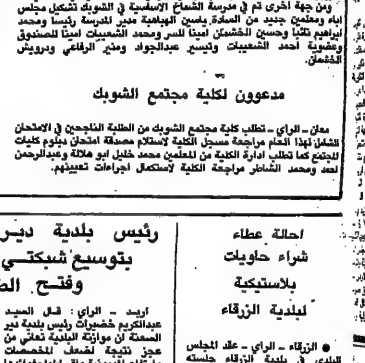 ومن جهة اخرى تم في مدرسة الشماخ الاساسية في الشوبك تشكيل مجلس
اباء ومعلمين جديد من السادة ياسين الهباهبة مدير المدرسة رئيسا ومحمد
ابراهيم نائبا وحسين الخشمان امينا للسر ومحمد الشعيبات امينا للصندوق
وعضوية احمد الشعيبات وتيسير عبدالجواد ومنير الرفاعي ودرويش
الخشمان.
مدعوون لكلية مجتمع الشوبك
معان ـ الراي ـ تطلب كلية مجتمع الشوبك من الطلبة الناجحين في الامتحان
الشامل لهذا العام مراجعة مسجل الكلية لاستلام مصدقة امتحان دبلوم كليات
المجتمع كما تطلب ادارة الكلية من المعلمين محمد خليل ابو هلالة وعبدالرحمن
احمد ومحمد الشاطر مراجعة الكلية لاستكمال اجراءات تعيينهم.
احالة عطاء
شراء حاويات
بلاستيكية
لبلدية الزرقاء
● الزرقاء ـ الراي ـ عقد المجلس
البلدي في بلدية الزرقاء جلسته
رئيس بلدية دير
بتوسيع شبكتي
وفتح
اربد ـ الراي : قال السيد
عبدالكريم خضيرات رئيس بلدية دير
السعنة ان موازنة البلدية تعاني من
عجز نتيجة لضعف المخصصات